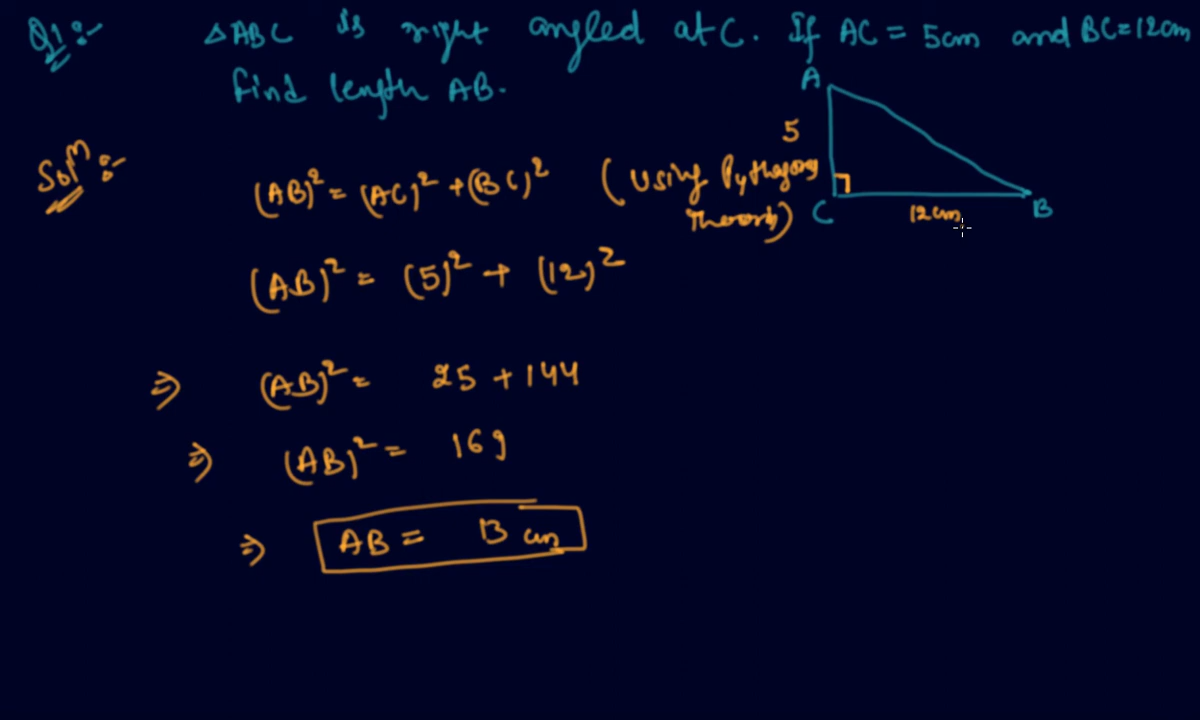 Q1:- △ABC is right angled at C. If AC = 5cm and BC=12cm
find length AB.
A
5
C
12cm
B
Solⁿ:-
(AB)² = (AC)² + (BC)² (Using Pythagoras
Theorem)
(AB)² = (5)² + (12)²
⇒ (AB)² = 25 + 144
⇒ (AB)² = 169
⇒ AB = 13 cm